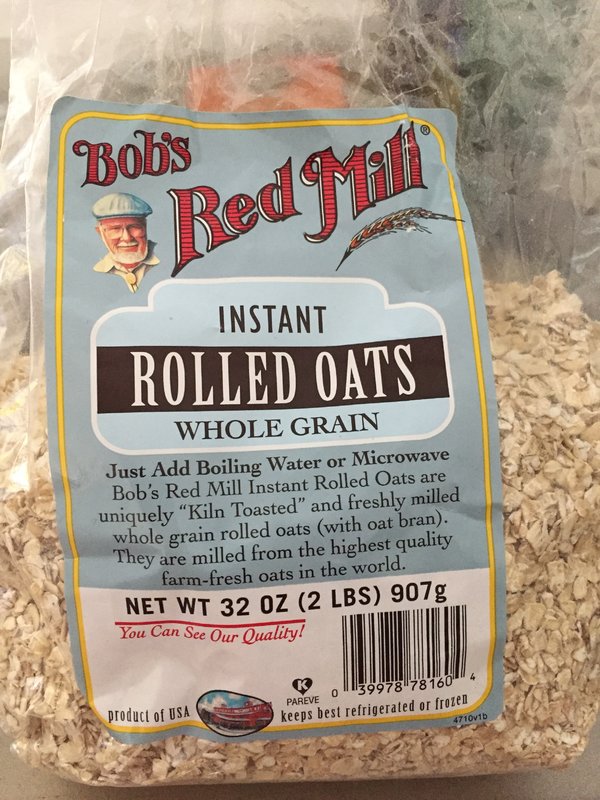 Bob's
Red Mill®
INSTANT
ROLLED OATS
WHOLE GRAIN
Just Add Boiling Water or Microwave
Bob's Red Mill Instant Rolled Oats are
uniquely “Kiln Toasted” and freshly milled
whole grain rolled oats (with oat bran).
They are milled from the highest quality
farm-fresh oats in the world.
NET WT 32 OZ (2 LBS) 907g
You Can See Our Quality!
K
PAREVE
0 39978 78160 4
product of USA
keeps best refrigerated or frozen
4710v1b